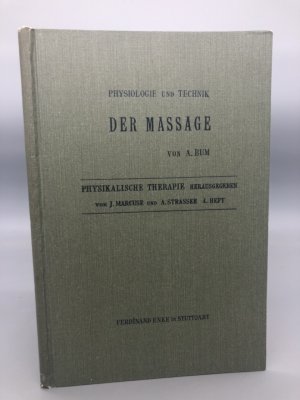 PHYSIOLOGIE UND TECHNIK
DER MASSAGE
VON A. BUM
PHYSIKALISCHE THERAPIE HERAUSGEGEBEN
VON J. MARCUSE UND A. STRASSER 4. HEFT
FERDINAND ENKE IN STUTTGART